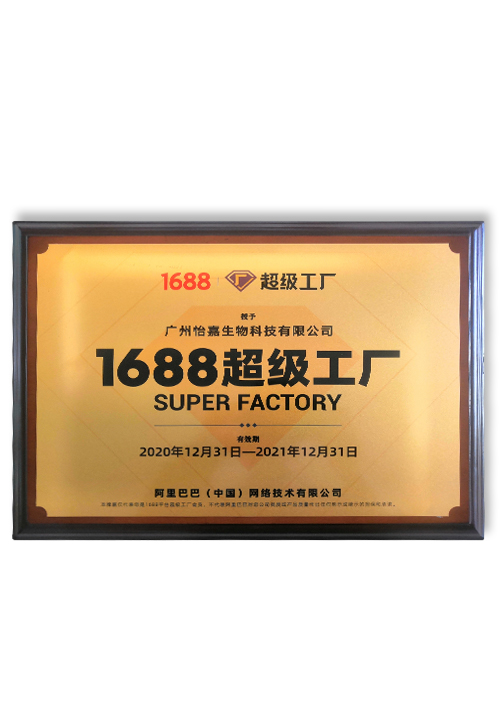 1688 超级工厂
授予
广州怡嘉生物科技有限公司
1688超级工厂
SUPER FACTORY
有效期
2020年12月31日—2021年12月31日
阿里巴巴（中国）网络技术有限公司